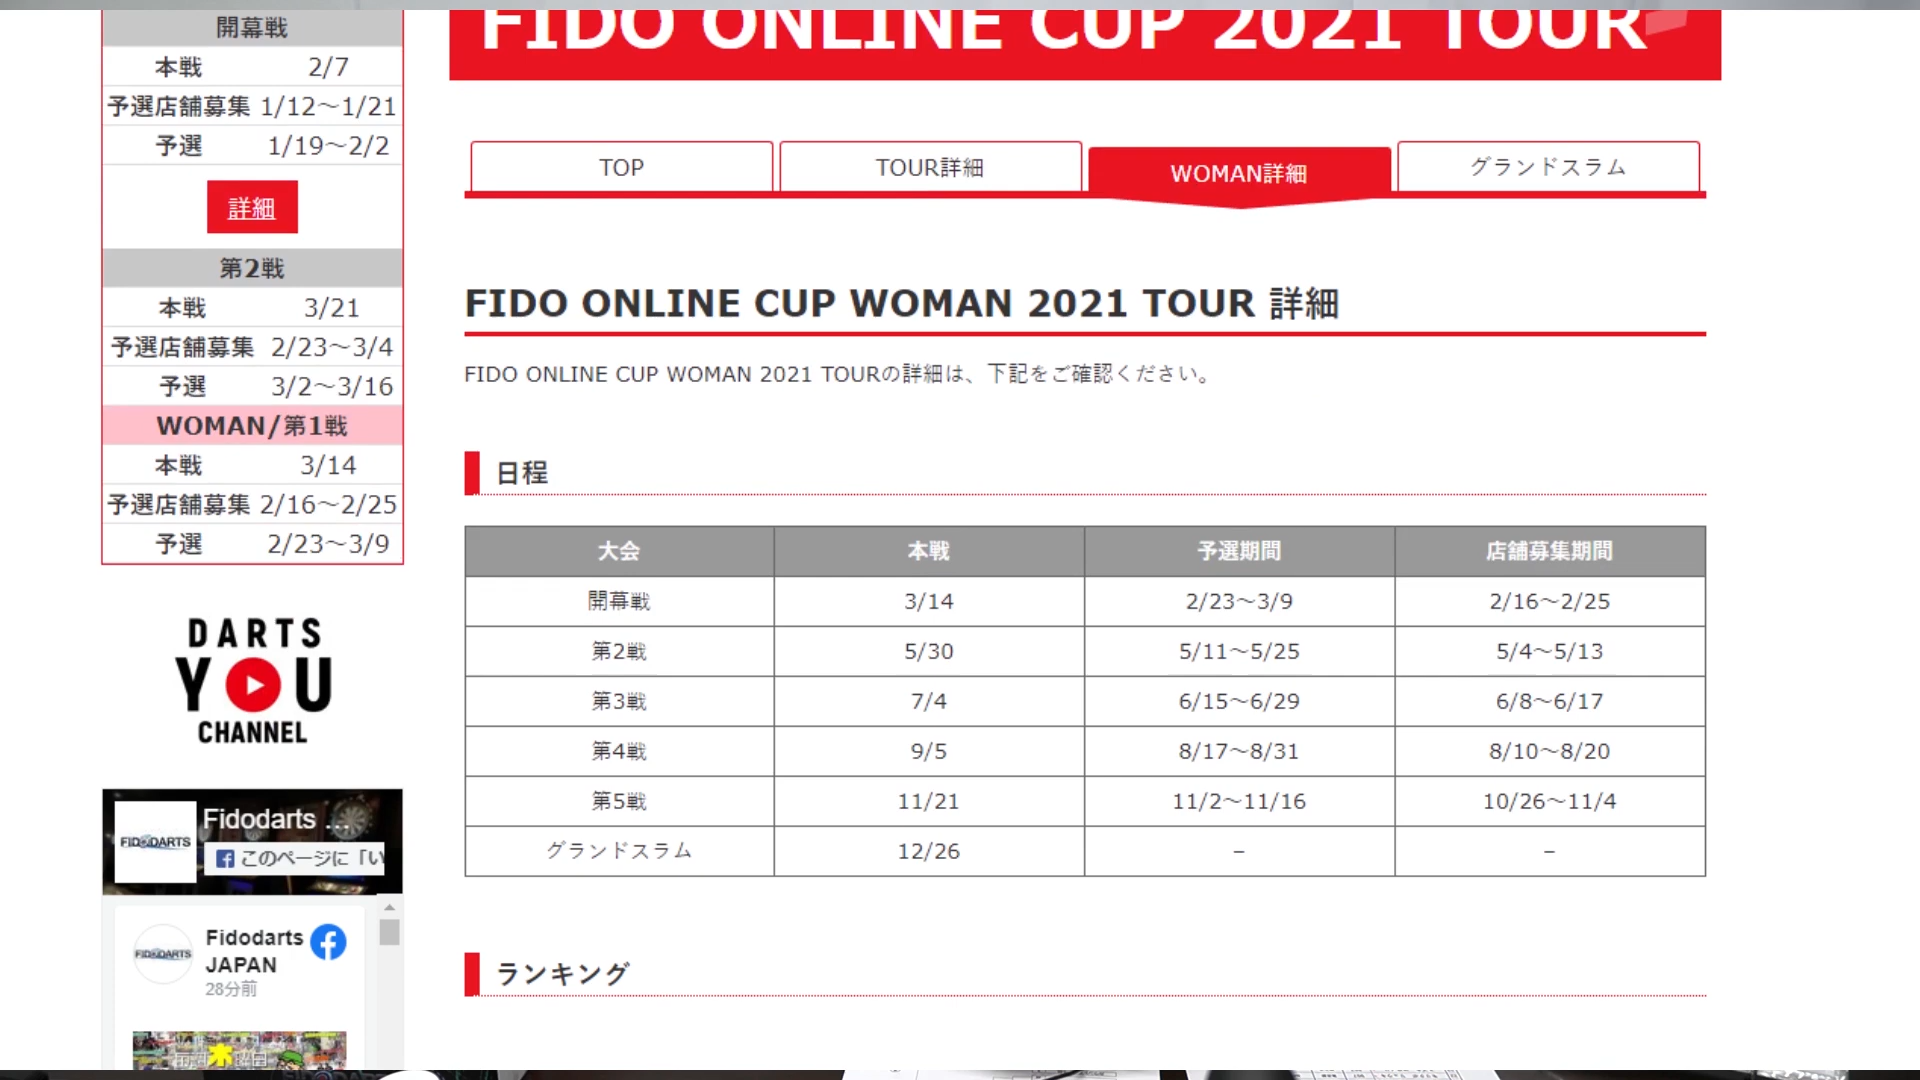 開幕戦
本戦 2/7
予選店舗募集 1/12～1/21
予選 1/19～2/2
詳細
第2戦
本戦 3/21
予選店舗募集 2/23～3/4
予選 3/2～3/16
WOMAN/第1戦
本戦 3/14
予選店舗募集 2/16～2/25
予選 2/23～3/9
DARTS
YOU
CHANNEL
FIDODARTS
Fidodarts ...
このページに「い
FIDODARTS
Fidodarts
JAPAN
28分前
毎週木曜日
FIDO ONLINE CUP 2021 TOUR
TOP TOUR詳細 WOMAN詳細 グランドスラム
FIDO ONLINE CUP WOMAN 2021 TOUR 詳細
FIDO ONLINE CUP WOMAN 2021 TOURの詳細は、下記をご確認ください。
日程
大会 本戦 予選期間 店舗募集期間
開幕戦 3/14 2/23～3/9 2/16～2/25
第2戦 5/30 5/11～5/25 5/4～5/13
第3戦 7/4 6/15～6/29 6/8～6/17
第4戦 9/5 8/17～8/31 8/10～8/20
第5戦 11/21 11/2～11/16 10/26～11/4
グランドスラム 12/26 – –
ランキング